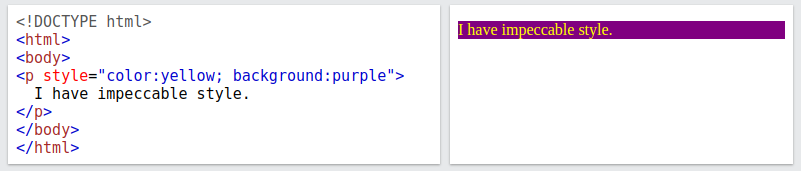 <!DOCTYPE html>
<html>
<body>
<p style="color:yellow; background:purple">
  I have impeccable style.
</p>
</body>
</html>
I have impeccable style.